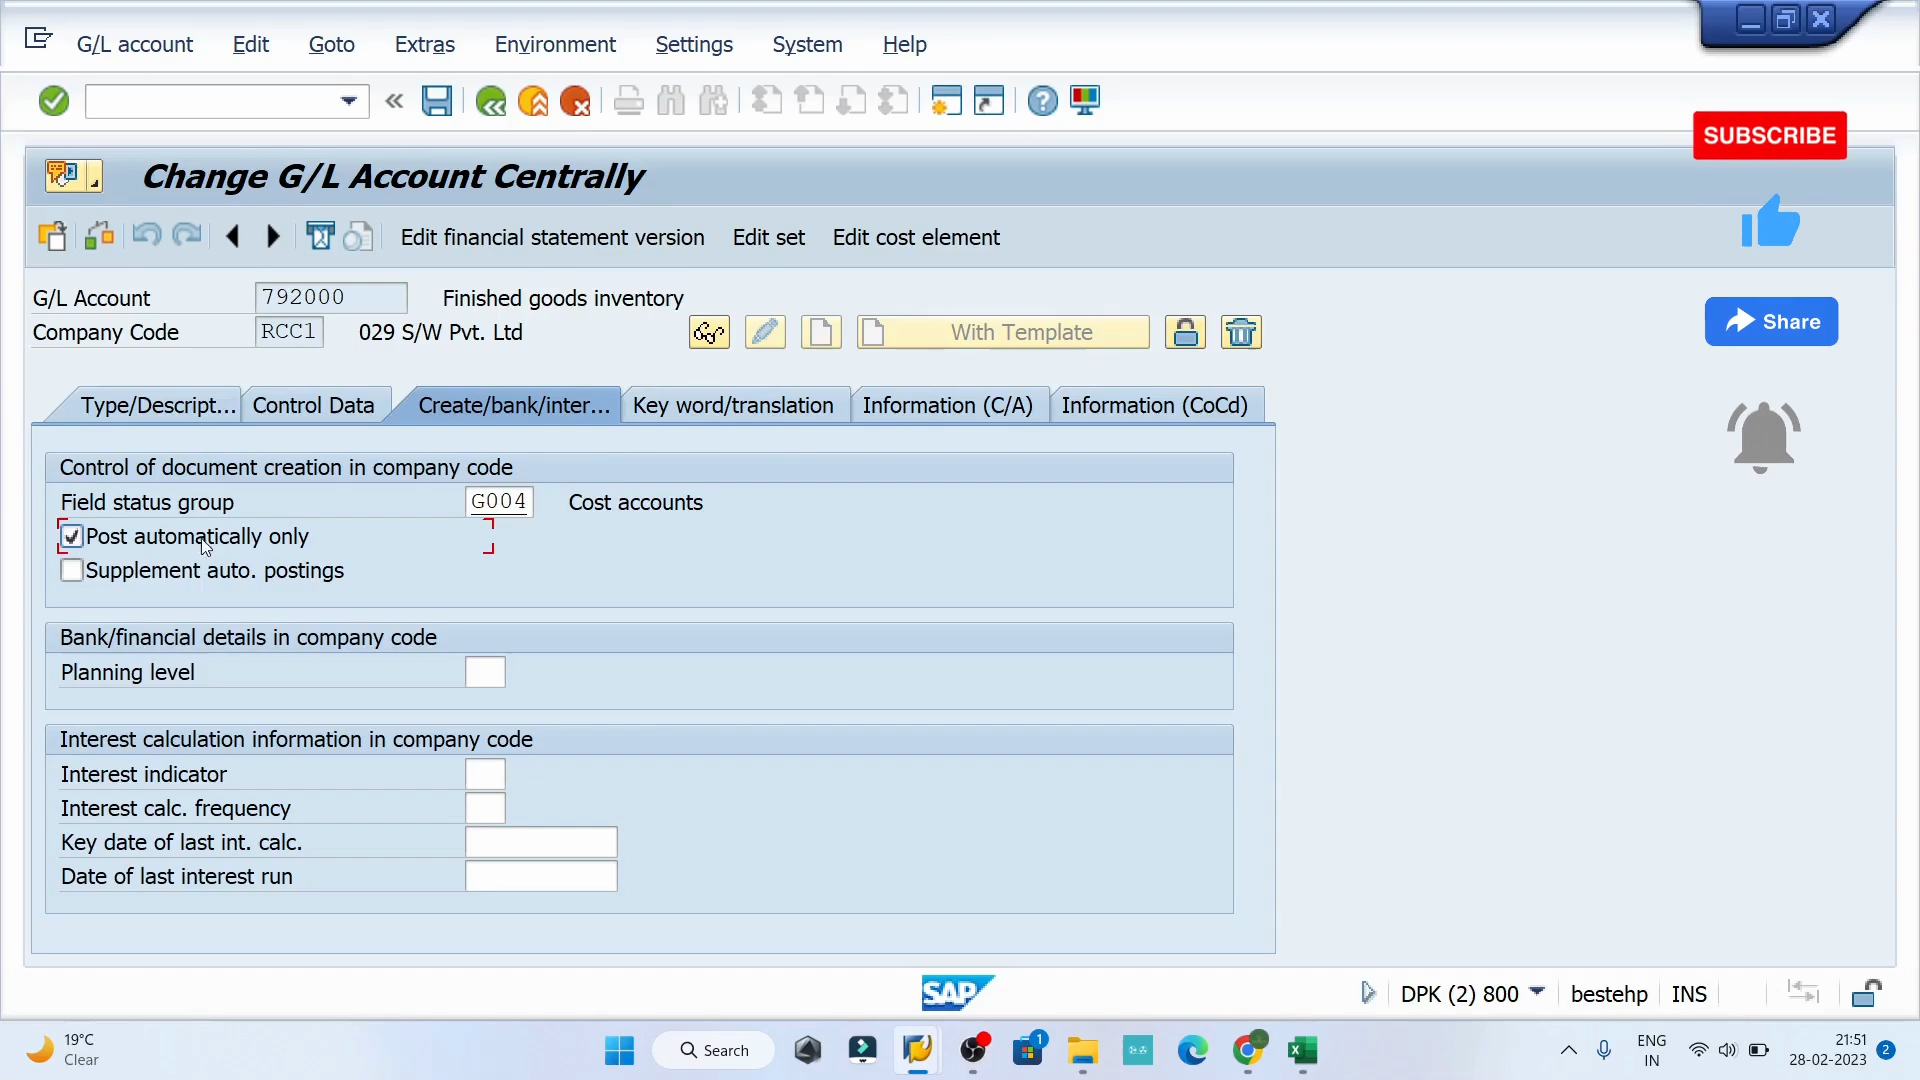 G/L account Edit Goto Extras Environment Settings System Help
SUBSCRIBE
Change G/L Account Centrally
Edit financial statement version Edit set Edit cost element
G/L Account 792000 Finished goods inventory
Company Code RCC1 029 S/W Pvt. Ltd With Template
Share
Type/Descript... Control Data Create/bank/inter... Key word/translation Information (C/A) Information (CoCd)
Control of document creation in company code
Field status group G004 Cost accounts
Post automatically only
Supplement auto. postings
Bank/financial details in company code
Planning level
Interest calculation information in company code
Interest indicator
Interest calc. frequency
Key date of last int. calc.
Date of last interest run
SAP DPK (2) 800 bestehp INS
19°C
Clear
Search
1
ENG
IN
21:51
28-02-2023
2